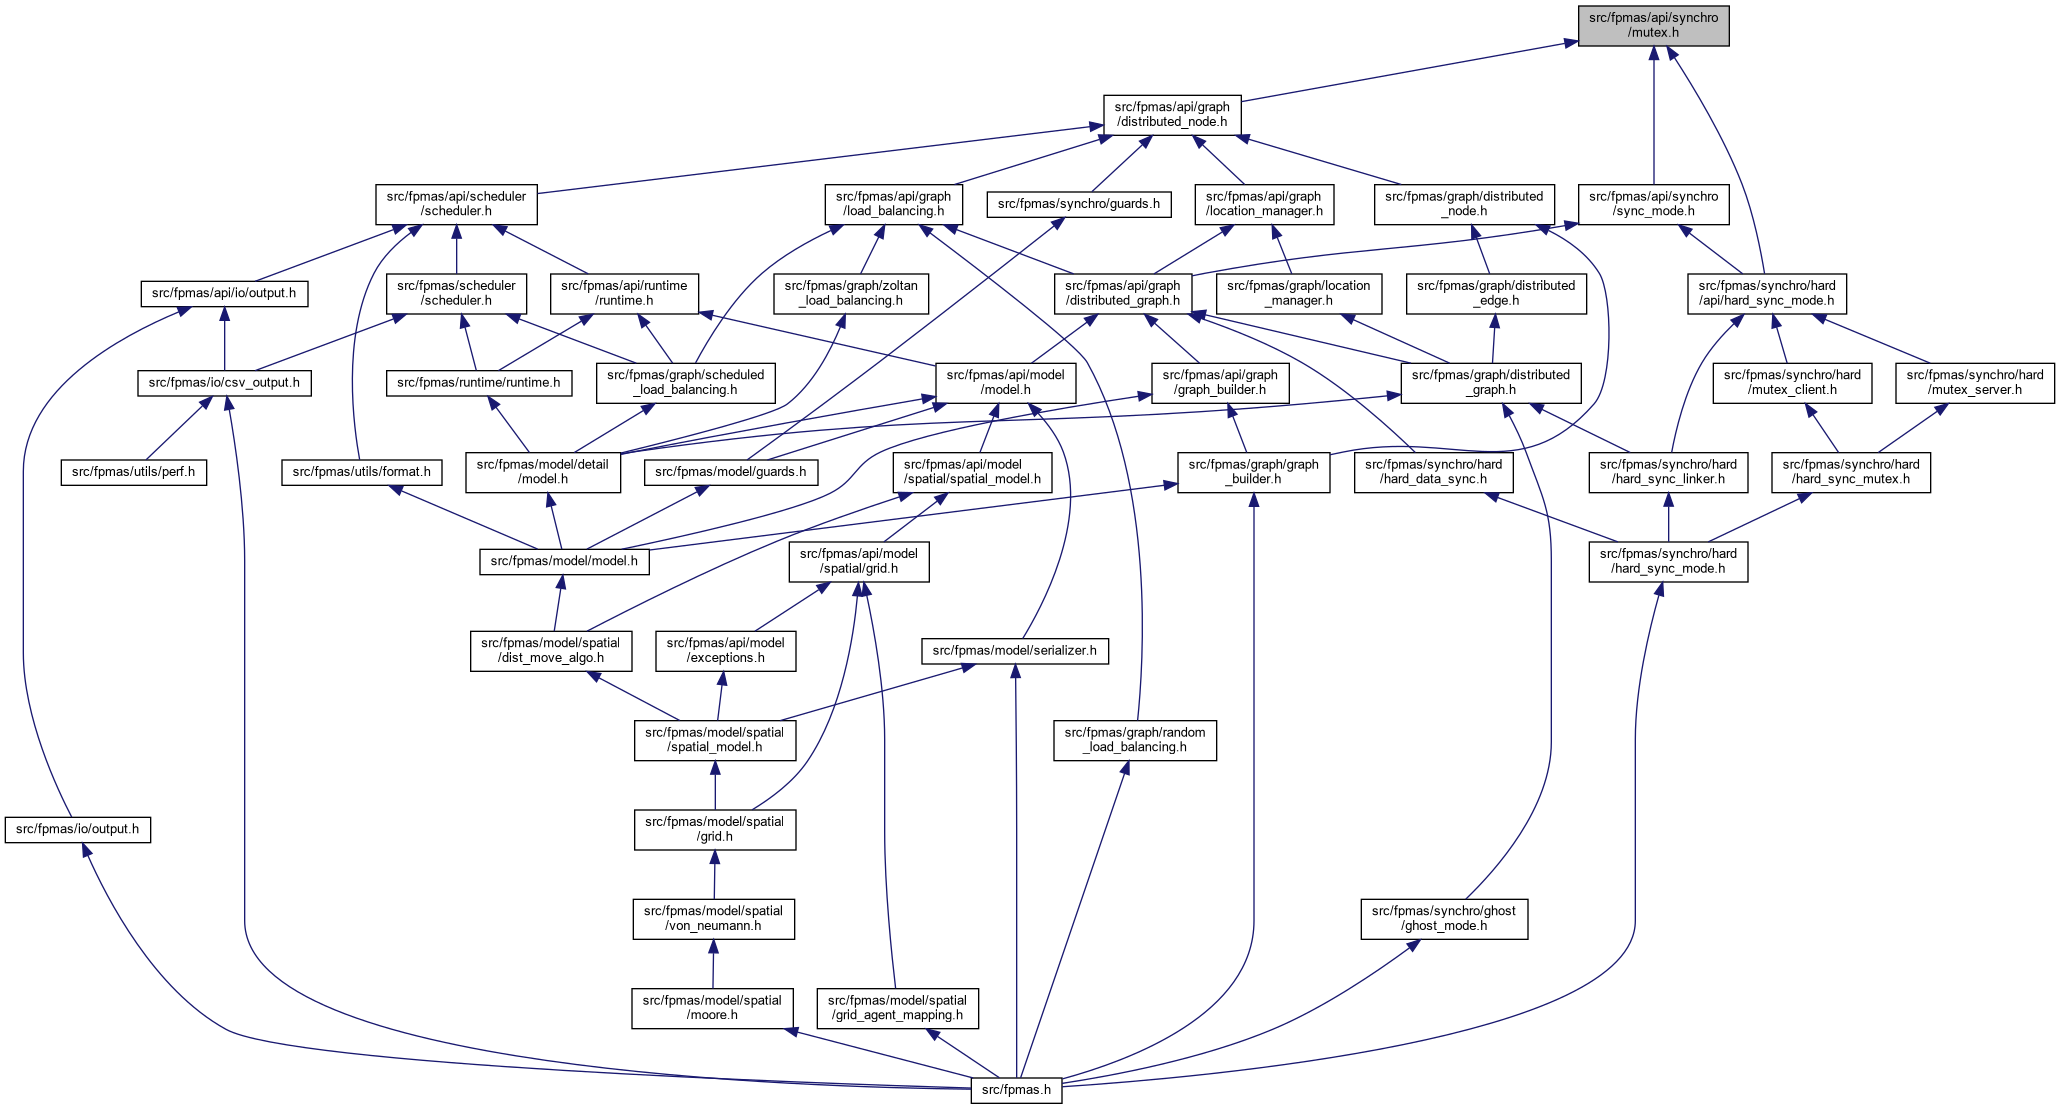 src/fpmas/api/synchro
/mutex.h
src/fpmas/api/graph
/distributed_node.h
src/fpmas/api/scheduler
/scheduler.h
src/fpmas/api/graph
/load_balancing.h
src/fpmas/synchro/guards.h
src/fpmas/api/graph
/location_manager.h
src/fpmas/graph/distributed
_node.h
src/fpmas/api/synchro
/sync_mode.h
src/fpmas/api/io/output.h
src/fpmas/scheduler
/scheduler.h
src/fpmas/api/runtime
/runtime.h
src/fpmas/graph/zoltan
_load_balancing.h
src/fpmas/api/graph
/distributed_graph.h
src/fpmas/graph/location
_manager.h
src/fpmas/graph/distributed
_edge.h
src/fpmas/synchro/hard
/api/hard_sync_mode.h
src/fpmas/io/csv_output.h
src/fpmas/runtime/runtime.h
src/fpmas/graph/scheduled
_load_balancing.h
src/fpmas/api/model
/model.h
src/fpmas/api/graph
/graph_builder.h
src/fpmas/graph/distributed
_graph.h
src/fpmas/synchro/hard
/mutex_client.h
src/fpmas/synchro/hard
/mutex_server.h
src/fpmas/utils/perf.h
src/fpmas/utils/format.h
src/fpmas/model/detail
/model.h
src/fpmas/model/guards.h
src/fpmas/api/model
/spatial/spatial_model.h
src/fpmas/graph/graph
_builder.h
src/fpmas/synchro/hard
/hard_data_sync.h
src/fpmas/synchro/hard
/hard_sync_linker.h
src/fpmas/synchro/hard
/hard_sync_mutex.h
src/fpmas/model/model.h
src/fpmas/api/model
/spatial/grid.h
src/fpmas/synchro/hard
/hard_sync_mode.h
src/fpmas/model/spatial
/dist_move_algo.h
src/fpmas/api/model
/exceptions.h
src/fpmas/model/serializer.h
src/fpmas/model/spatial
/spatial_model.h
src/fpmas/graph/random
_load_balancing.h
src/fpmas/io/output.h
src/fpmas/model/spatial
/grid.h
src/fpmas/model/spatial
/von_neumann.h
src/fpmas/synchro/ghost
/ghost_mode.h
src/fpmas/model/spatial
/moore.h
src/fpmas/model/spatial
/grid_agent_mapping.h
src/fpmas.h